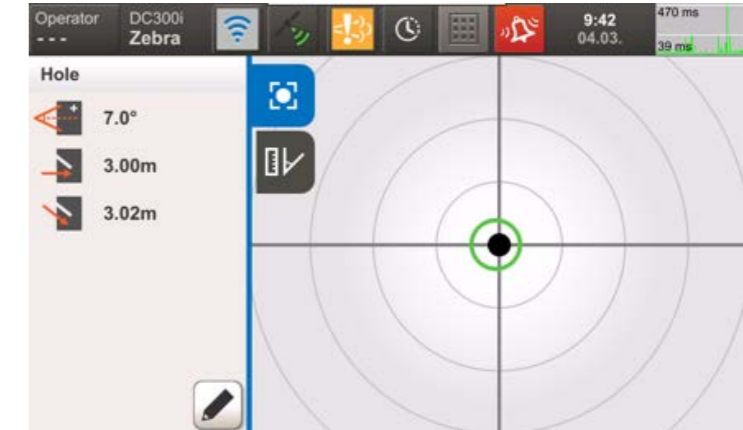 Operator
---
DC300i
Zebra
9:42
04.03.
470 ms
39 ms
Hole
7.0°
3.00m
3.02m